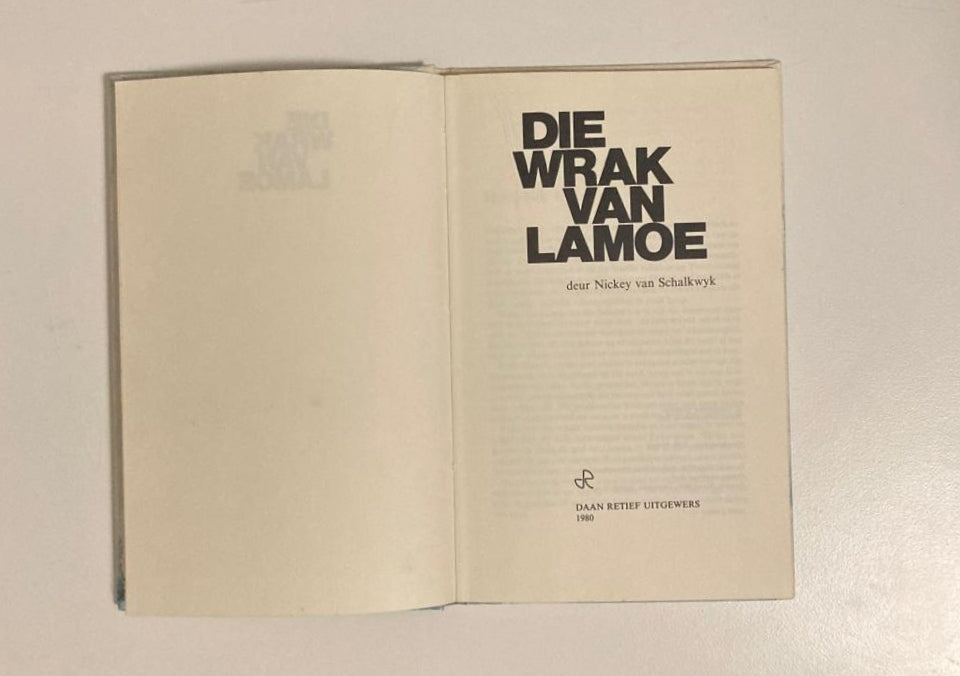 DIE
WRAK
VAN
LAMOE
deur Nickey van Schalkwyk
DAAN RETIEF UITGEWERS
1980